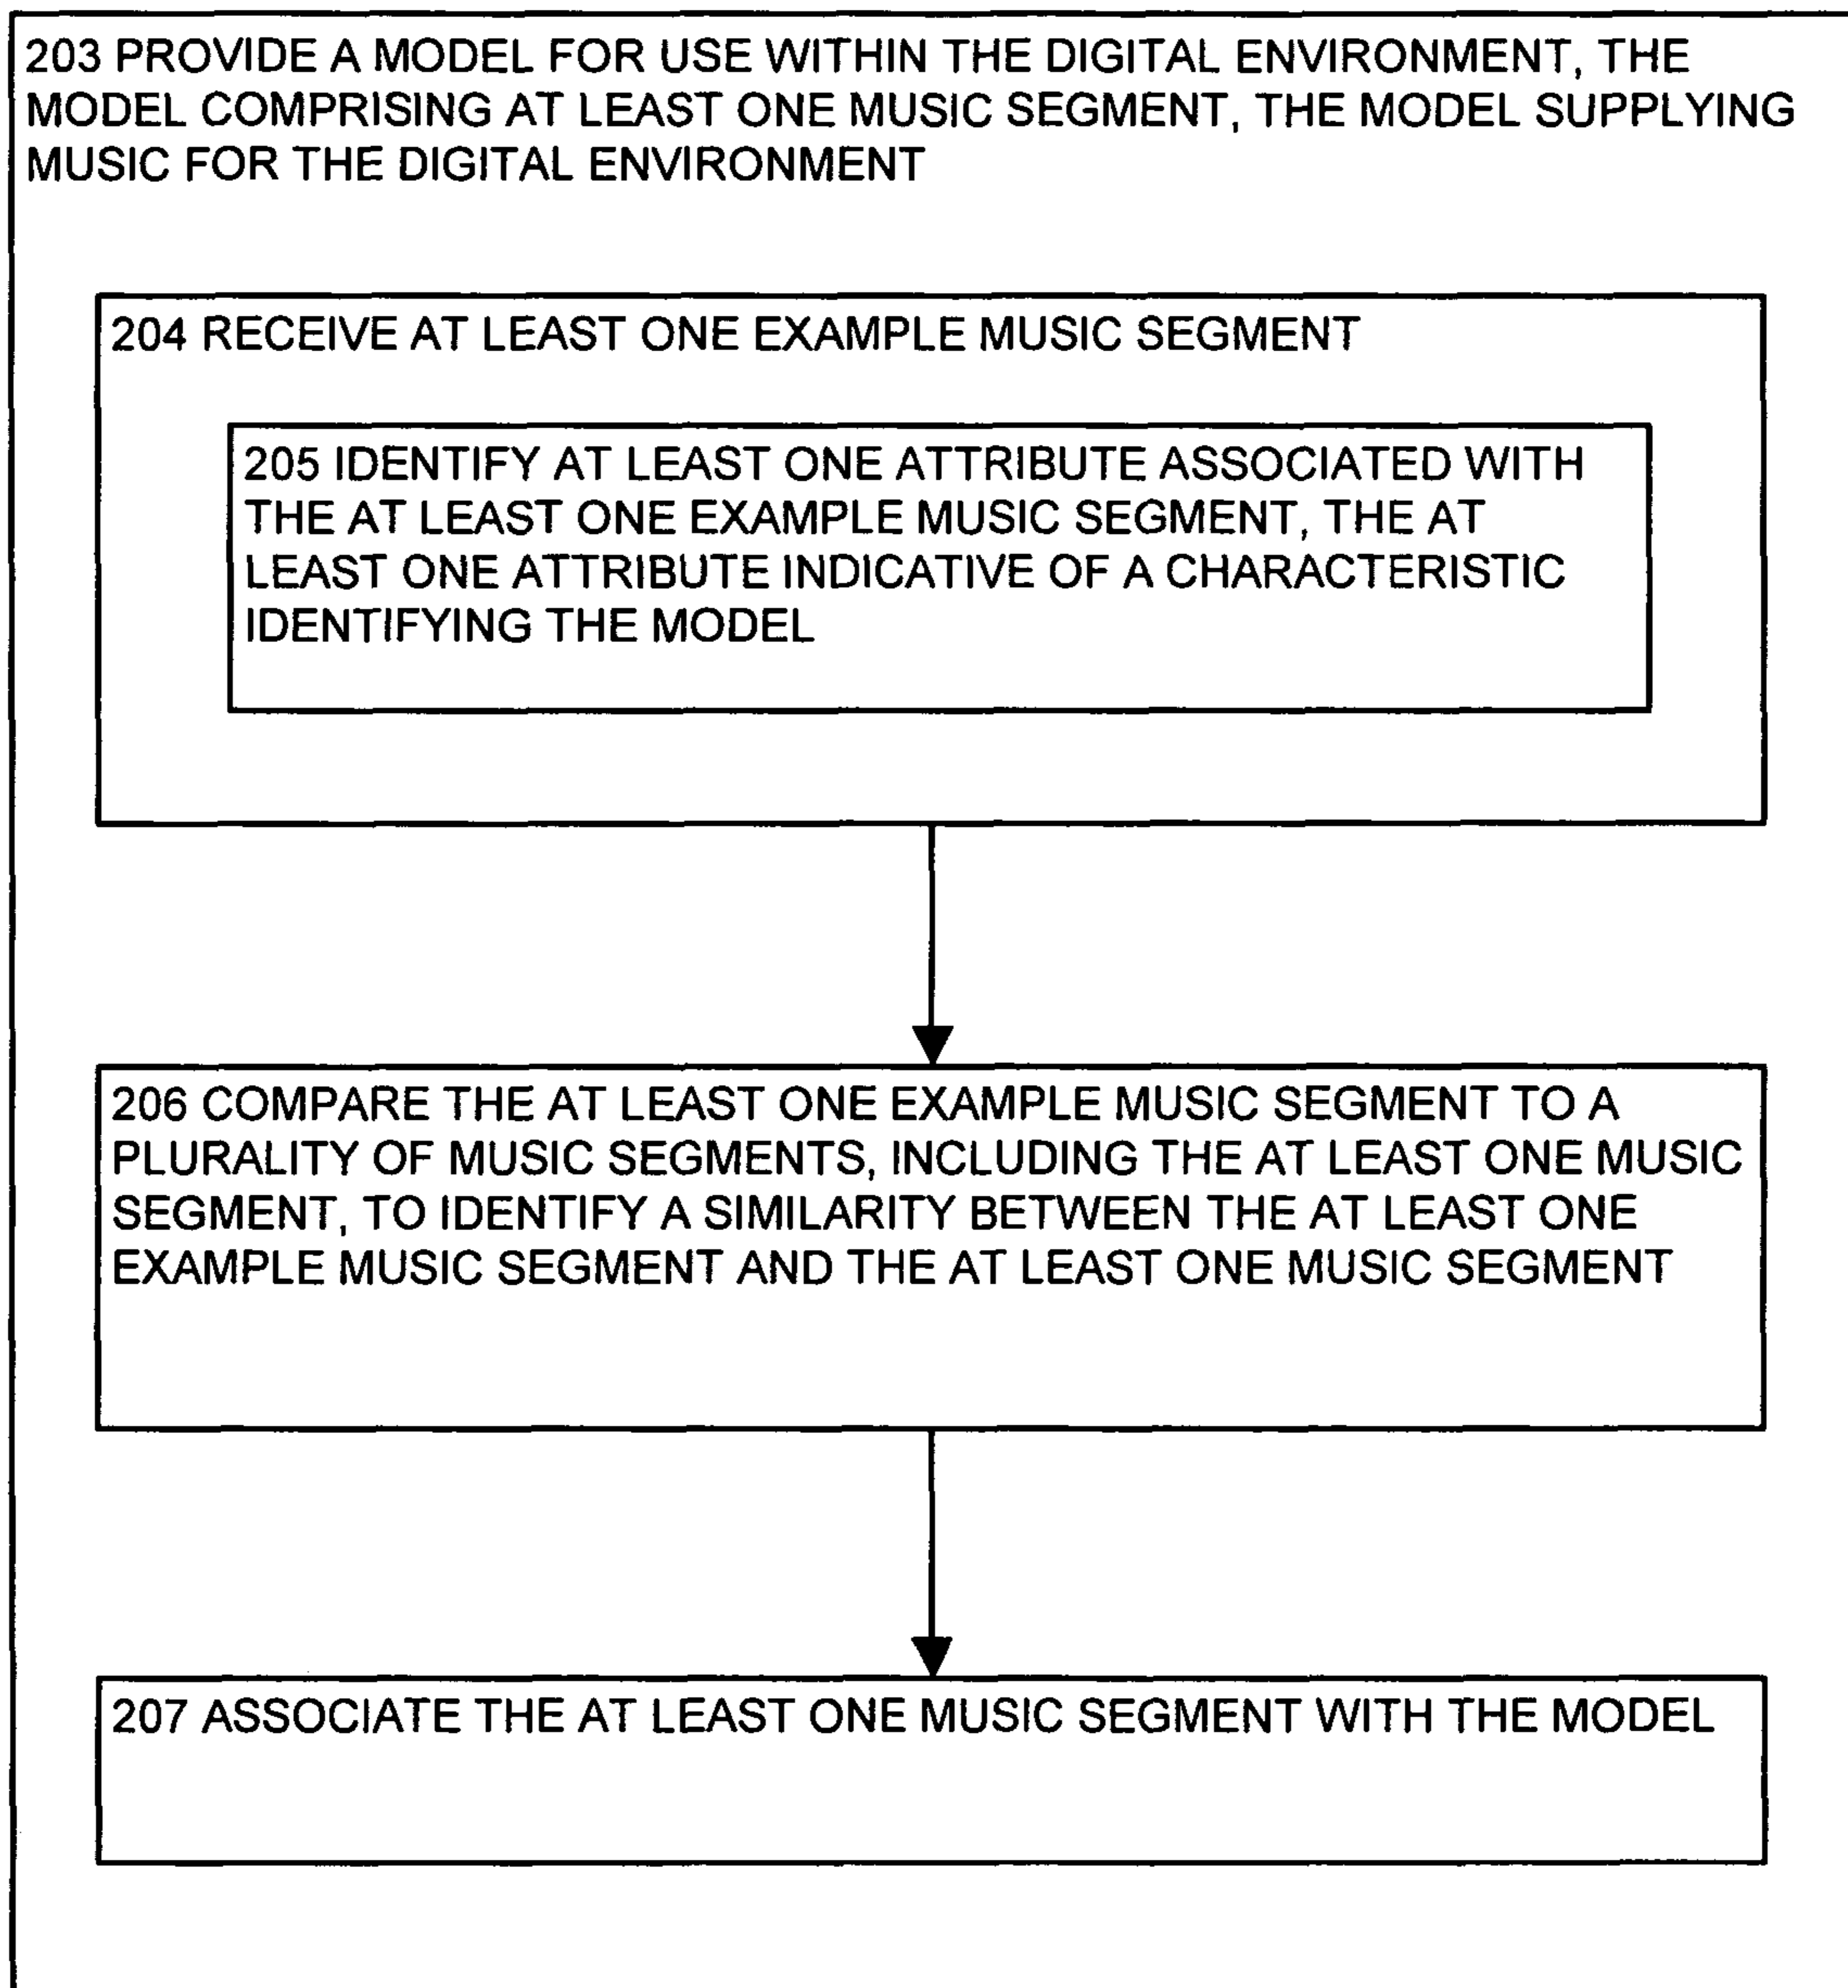 203 PROVIDE A MODEL FOR USE WITHIN THE DIGITAL ENVIRONMENT, THE
MODEL COMPRISING AT LEAST ONE MUSIC SEGMENT, THE MODEL SUPPLYING
MUSIC FOR THE DIGITAL ENVIRONMENT
204 RECEIVE AT LEAST ONE EXAMPLE MUSIC SEGMENT
205 IDENTIFY AT LEAST ONE ATTRIBUTE ASSOCIATED WITH
THE AT LEAST ONE EXAMPLE MUSIC SEGMENT, THE AT
LEAST ONE ATTRIBUTE INDICATIVE OF A CHARACTERISTIC
IDENTIFYING THE MODEL
206 COMPARE THE AT LEAST ONE EXAMPLE MUSIC SEGMENT TO A
PLURALITY OF MUSIC SEGMENTS, INCLUDING THE AT LEAST ONE MUSIC
SEGMENT, TO IDENTIFY A SIMILARITY BETWEEN THE AT LEAST ONE
EXAMPLE MUSIC SEGMENT AND THE AT LEAST ONE MUSIC SEGMENT
207 ASSOCIATE THE AT LEAST ONE MUSIC SEGMENT WITH THE MODEL